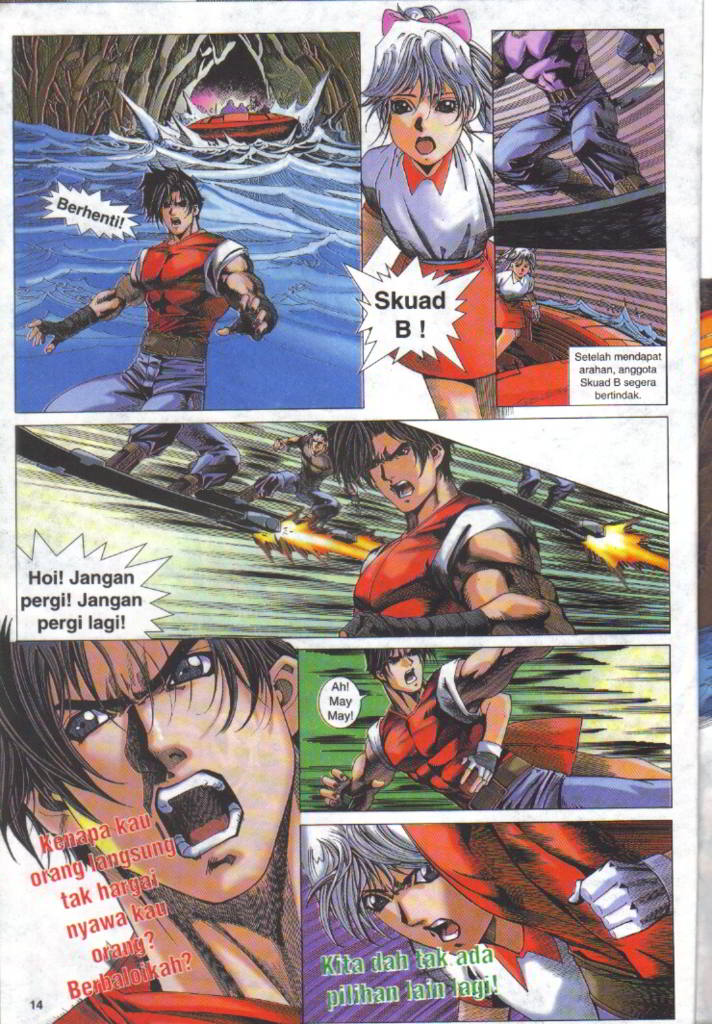 Berhenti!
Skuad
B !
Setelah mendapat
arahan, anggota
Skuad B segera
bertindak.
Hoi! Jangan
pergi! Jangan
pergi lagi!
Ah!
May
May!
Kenapa kau
orang langsung
tak hargai
nyawa kau
orang?
Berbaloikah?
Kita dah tak ada
pilihan lain lagi!
14